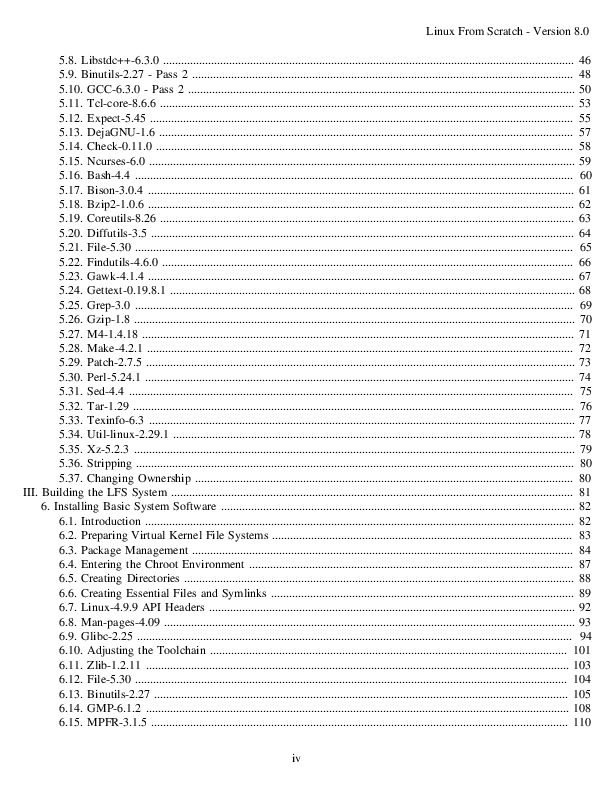 Linux From Scratch - Version 8.0
5.8. Libstdc++-6.3.0 ........ 46
5.9. Binutils-2.27 - Pass 2 ........ 48
5.10. GCC-6.3.0 - Pass 2 ........ 50
5.11. Tcl-core-8.6.6 ........ 53
5.12. Expect-5.45 ........ 55
5.13. DejaGNU-1.6 ........ 57
5.14. Check-0.11.0 ........ 58
5.15. Ncurses-6.0 ........ 59
5.16. Bash-4.4 ........ 60
5.17. Bison-3.0.4 ........ 61
5.18. Bzip2-1.0.6 ........ 62
5.19. Coreutils-8.26 ........ 63
5.20. Diffutils-3.5 ........ 64
5.21. File-5.30 ........ 65
5.22. Findutils-4.6.0 ........ 66
5.23. Gawk-4.1.4 ........ 67
5.24. Gettext-0.19.8.1 ........ 68
5.25. Grep-3.0 ........ 69
5.26. Gzip-1.8 ........ 70
5.27. M4-1.4.18 ........ 71
5.28. Make-4.2.1 ........ 72
5.29. Patch-2.7.5 ........ 73
5.30. Perl-5.24.1 ........ 74
5.31. Sed-4.4 ........ 75
5.32. Tar-1.29 ........ 76
5.33. Texinfo-6.3 ........ 77
5.34. Util-linux-2.29.1 ........ 78
5.35. Xz-5.2.3 ........ 79
5.36. Stripping ........ 80
5.37. Changing Ownership ........ 80
III. Building the LFS System ........ 81
6. Installing Basic System Software ........ 82
6.1. Introduction ........ 82
6.2. Preparing Virtual Kernel File Systems ........ 83
6.3. Package Management ........ 84
6.4. Entering the Chroot Environment ........ 87
6.5. Creating Directories ........ 88
6.6. Creating Essential Files and Symlinks ........ 89
6.7. Linux-4.9.9 API Headers ........ 92
6.8. Man-pages-4.09 ........ 93
6.9. Glibc-2.25 ........ 94
6.10. Adjusting the Toolchain ........ 101
6.11. Zlib-1.2.11 ........ 103
6.12. File-5.30 ........ 104
6.13. Binutils-2.27 ........ 105
6.14. GMP-6.1.2 ........ 108
6.15. MPFR-3.1.5 ........ 110
iv